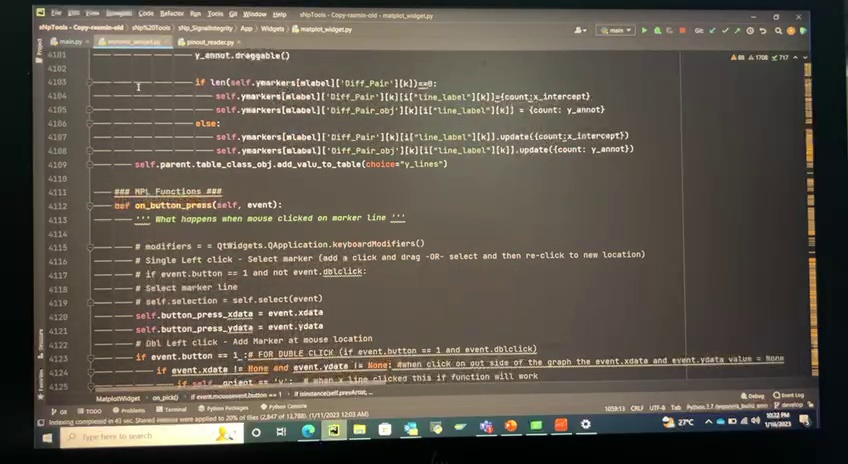 Code Refactor Run Tools Git Window Help sNpTools - Copy-rasmin-old - matplot_widget.py
sNpTools - Copy-rasmin-old sNp%20Tools sNp_SignalIntegrity App Widgets matplot_widget.py main Git:
main.py pinout_reader.py
Project
88 1708 717
4101 y_annot.draggable()
4102
4103 if len(self.ymarkers[mlabel]['Diff_Pair'][k])==0:
4104 self.ymarkers[mlabel]['Diff_Pair'][k][i["line_label"][k]]={count:x_intercept}
4105 self.ymarkers[mlabel]['Diff_Pair_obj'][k][i["line_label"][k]] = {count: y_annot}
4106 else:
4107 self.ymarkers[mlabel]['Diff_Pair'][k][i["line_label"][k]].update({count:x_intercept})
4108 self.ymarkers[mlabel]['Diff_Pair_obj'][k][i["line_label"][k]].update({count: y_annot})
4109 self.parent.table_class_obj.add_valu_to_table(choice="y_lines")
4110
4111 ### MPL Functions ###
4112 def on_button_press(self, event):
4113 ''' What happens when mouse clicked on marker line '''
4114
4115 # modifiers = = QtWidgets.QApplication.keyboardModifiers()
4116 # Single Left click - Select marker (add a click and drag -OR- select and then re-click to new location)
4117 # if event.button == 1 and not event.dblclick:
4118 # Select marker line
4119 # self.selection = self.select(event)
4120 self.button_press_xdata = event.xdata
4121 self.button_press_ydata = event.ydata
4122 # Dbl Left click - Add Marker at mouse location
4123 if event.button == 1 :# FOR DUBLE CLICK (if event.button == 1 and event.dblclick)
4124 if event.xdata != None and event.ydata != None: #when click on out side of the graph the event.xdata and event.ydata value = None
4125 if self._orient == 'y': # when X line clicked this if function will work
MatplotWidget on_pick() if event.mouseevent.button == 1 if isinstance(self.prevArtist, ...
Structure
Favorites
Git TODO Problems Terminal Python Packages Python Console Debug Event Log
Indexing completed in 41 sec. Shared indexes were applied to 20% of files (2,847 of 13,788). (1/11/2023 12:03 AM) 1059:13 CRLF UTF-8 Tab Python 2.7 develop
Type here to search
27°C
10:22 PM
1/16/2023